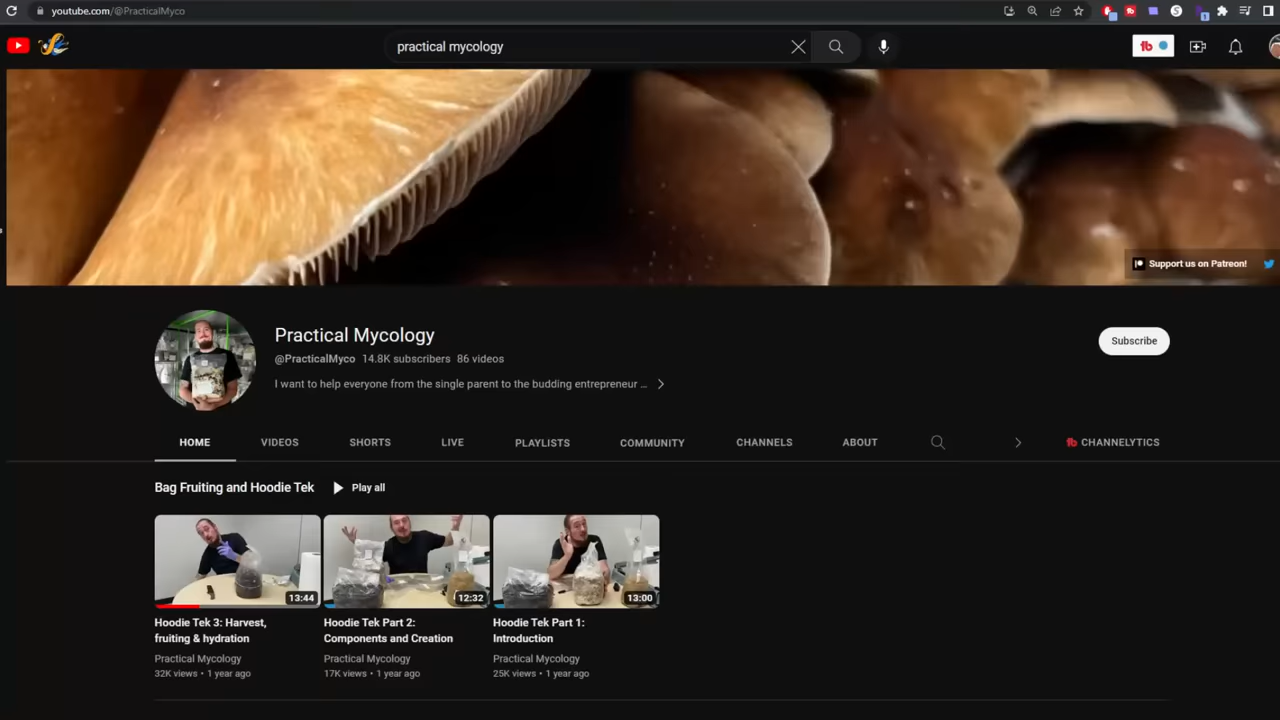 youtube.com/@PracticalMyco
practical mycology
Support us on Patreon!
Practical Mycology
@PracticalMyco 14.8K subscribers 86 videos
I want to help everyone from the single parent to the budding entrepreneur ...
Subscribe
HOME VIDEOS SHORTS LIVE PLAYLISTS COMMUNITY CHANNELS ABOUT CHANNELYTICS
Bag Fruiting and Hoodie Tek Play all
13:44 12:32 13:00
Hoodie Tek 3: Harvest,
fruiting & hydration
Practical Mycology
32K views • 1 year ago
Hoodie Tek Part 2:
Components and Creation
Practical Mycology
17K views • 1 year ago
Hoodie Tek Part 1:
Introduction
Practical Mycology
25K views • 1 year ago